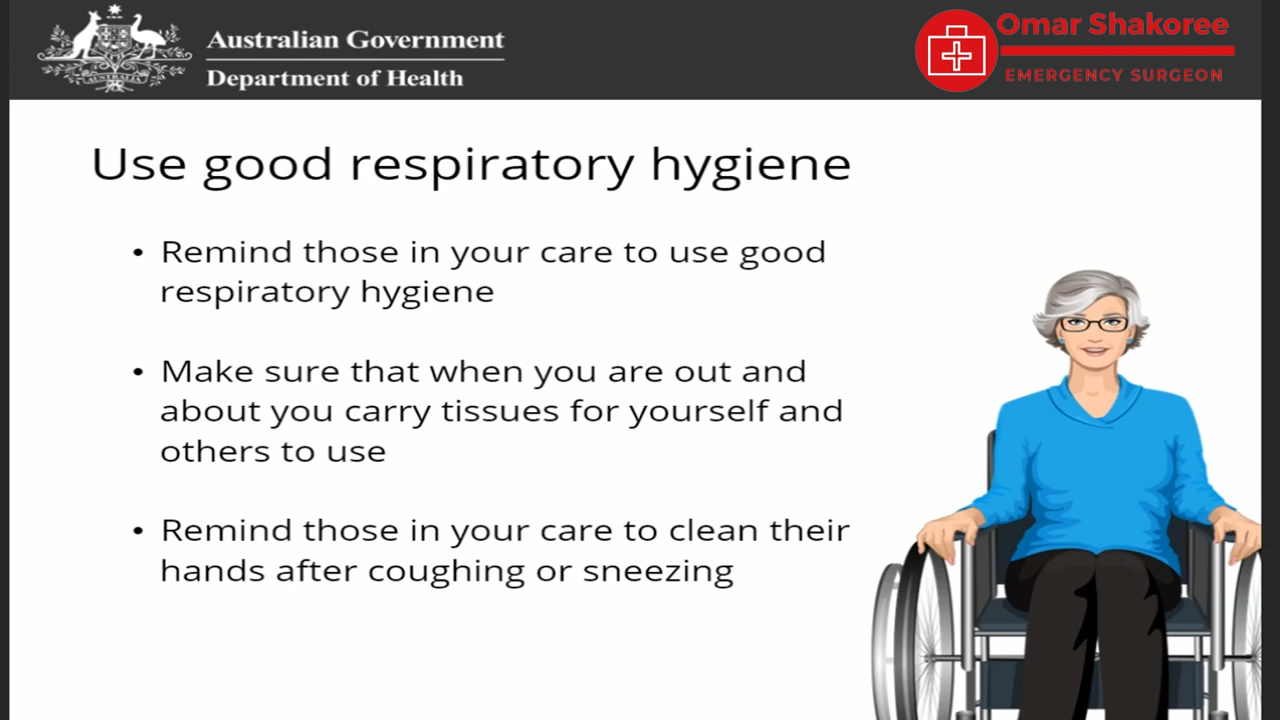 Australian Government
Department of Health
Omar Shakoree
EMERGENCY SURGEON
Use good respiratory hygiene
• Remind those in your care to use good
respiratory hygiene
• Make sure that when you are out and
about you carry tissues for yourself and
others to use
• Remind those in your care to clean their
hands after coughing or sneezing